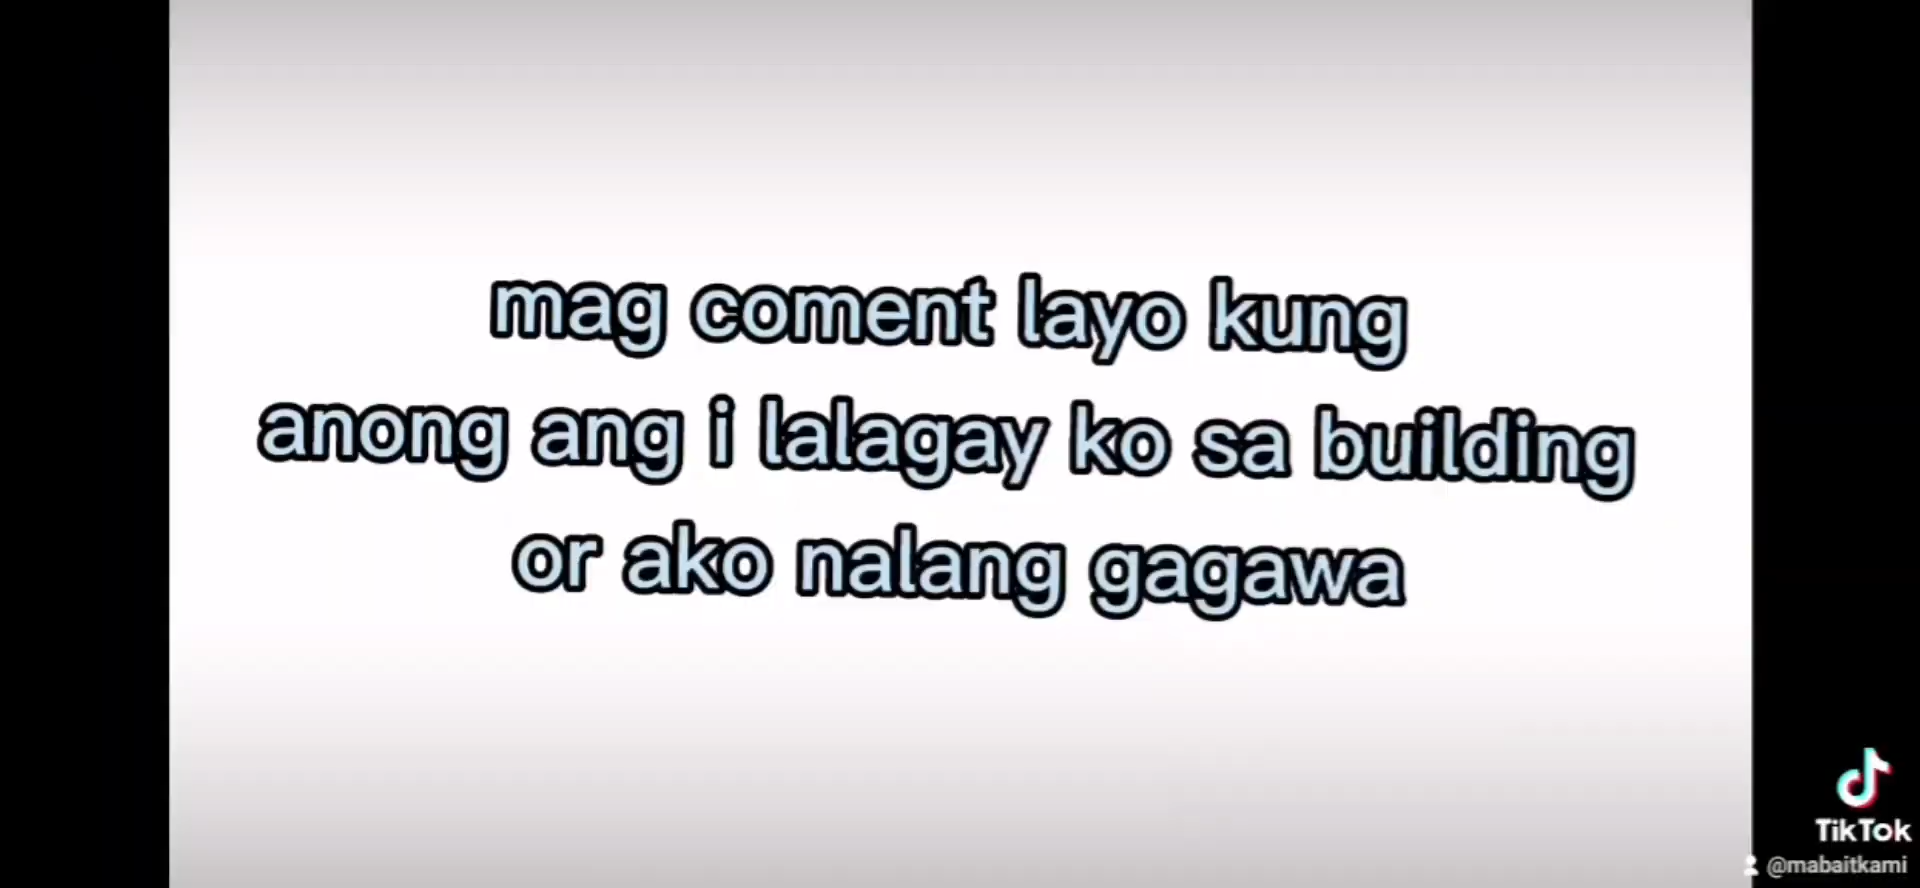 mag coment layo kung
anong ang i lalagay ko sa building
or ako nalang gagawa
TikTok
@mabaitkami